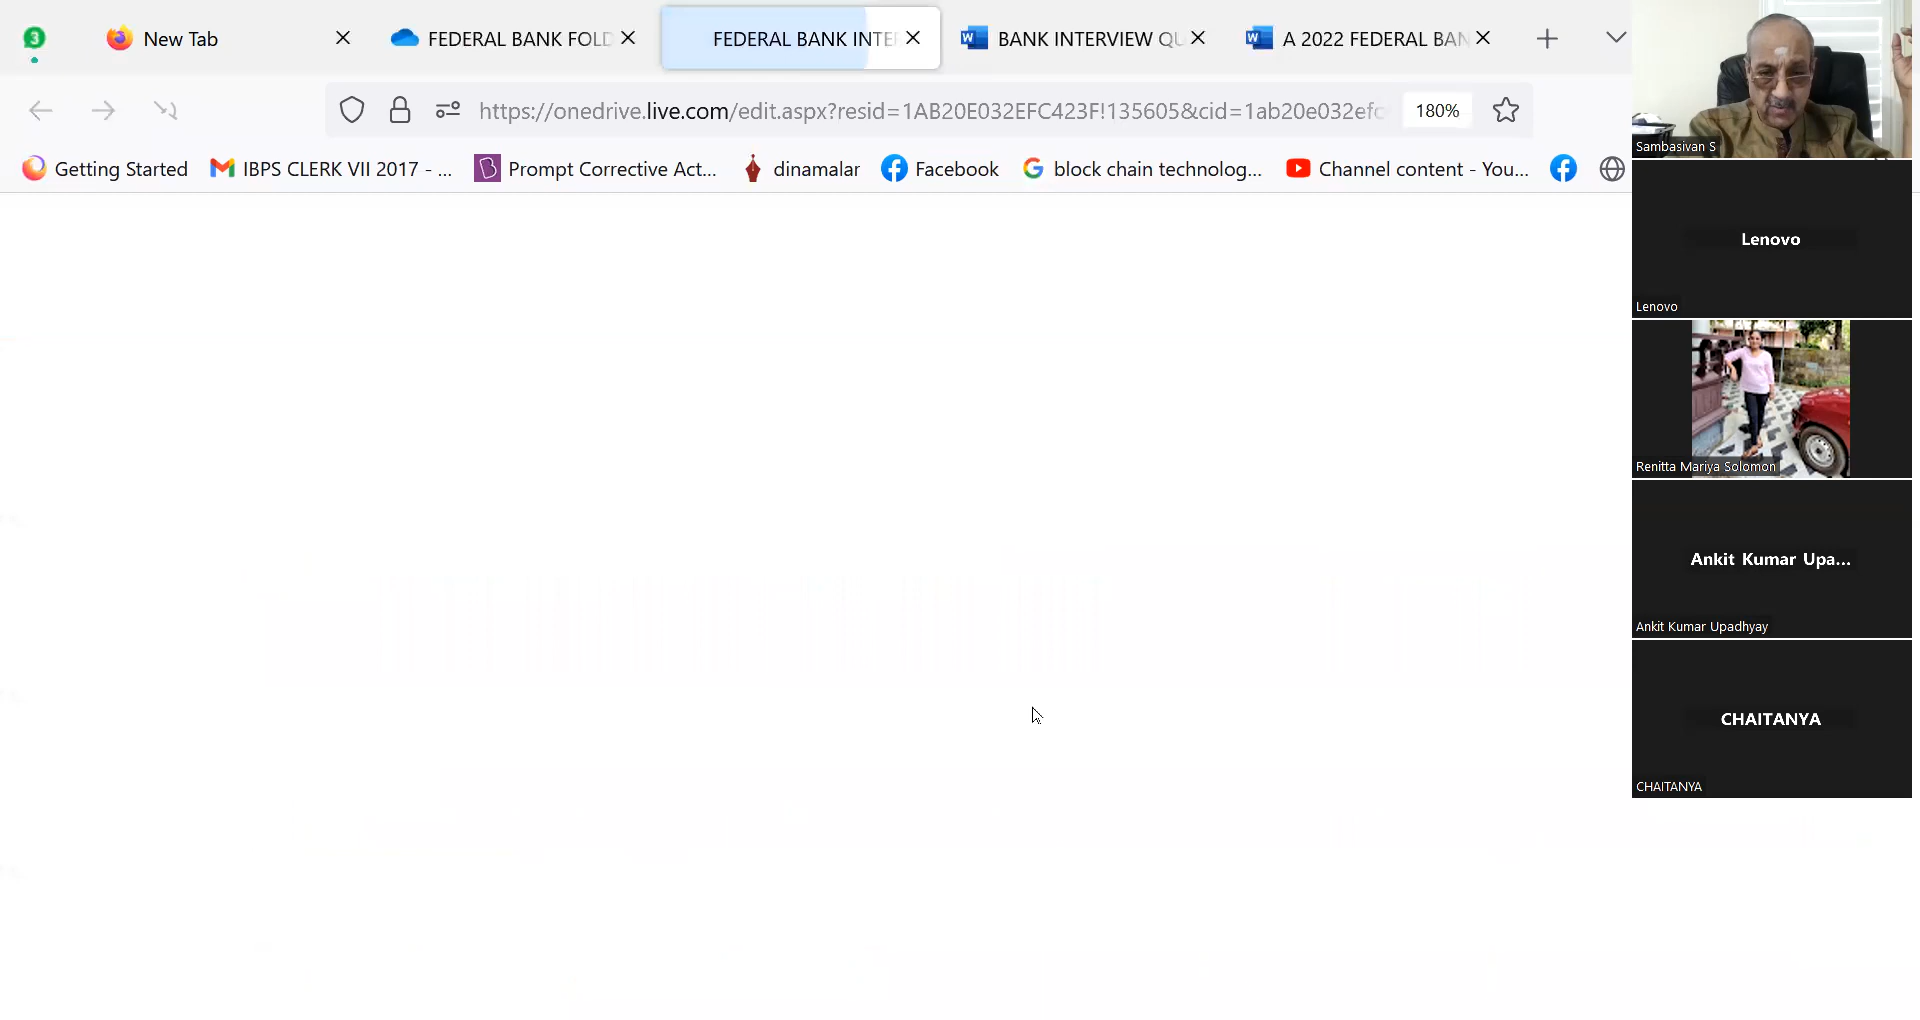 3
New Tab
FEDERAL BANK FOLD
FEDERAL BANK INTE
BANK INTERVIEW QU
A 2022 FEDERAL BAN
https://onedrive.live.com/edit.aspx?resid=1AB20E032EFC423F!135605&cid=1ab20e032efc
180%
Getting Started
IBPS CLERK VII 2017 - ...
Prompt Corrective Act...
dinamalar
Facebook
block chain technolog...
Channel content - You...
Sambasivan S
Lenovo
Lenovo
Renitta Mariya Solomon
Ankit Kumar Upa...
Ankit Kumar Upadhyay
CHAITANYA
CHAITANYA